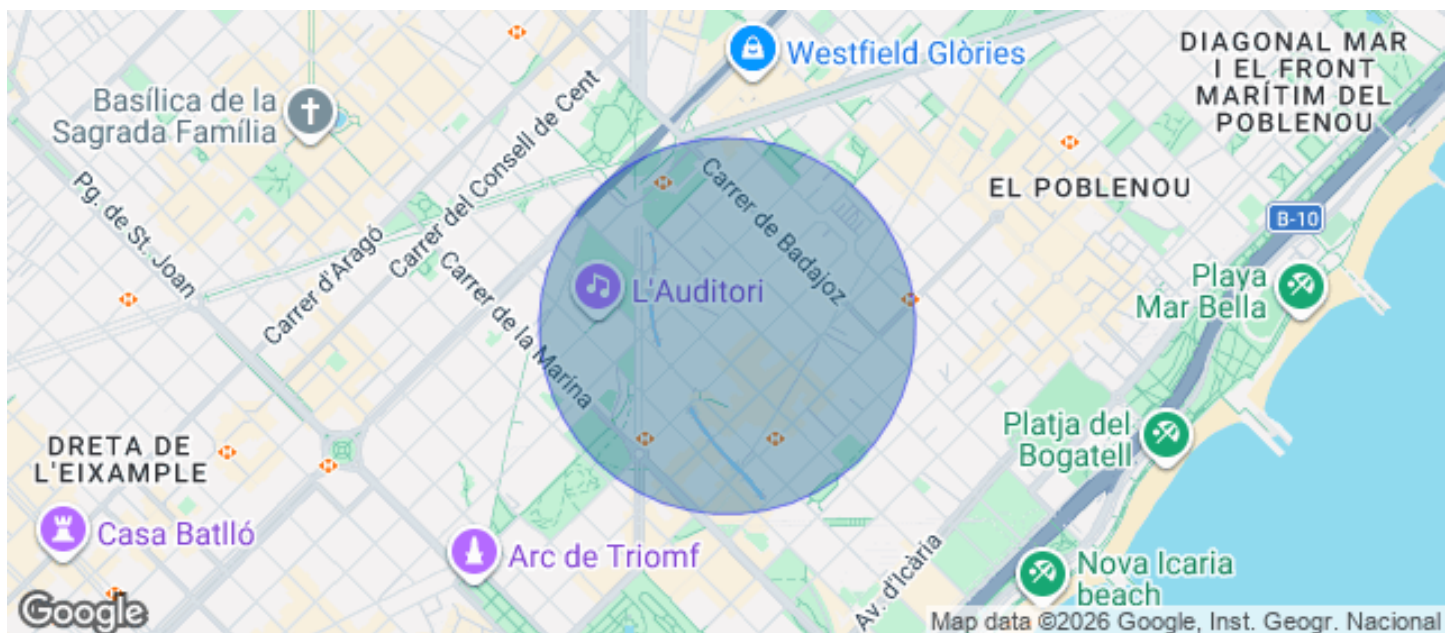 Westfield Glòries
DIAGONAL MAR
I EL FRONT
MARÍTIM DEL
POBLENOU
Basílica de la
Sagrada Família
Carrer del Consell de Cent
Pg. de St. Joan
Carrer d'Aragó
Carrer de Badajoz
EL POBLENOU
B-10
Carrer de la Marina
L'Auditori
Playa
Mar Bella
DRETA DE
L'EIXAMPLE
Platja del
Bogatell
Casa Batlló
Arc de Triomf
Av. d'Icària
Nova Icaria
beach
Google
Map data ©2026 Google, Inst. Geogr. Nacional